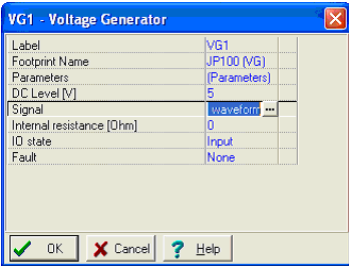 VG1 - Voltage Generator
Label VG1
Footprint Name JP100 (VG)
Parameters (Parameters)
DC Level [V] 5
Signal waveform ...
Internal resistance [Ohm] 0
IO state Input
Fault None
OK Cancel ? Help